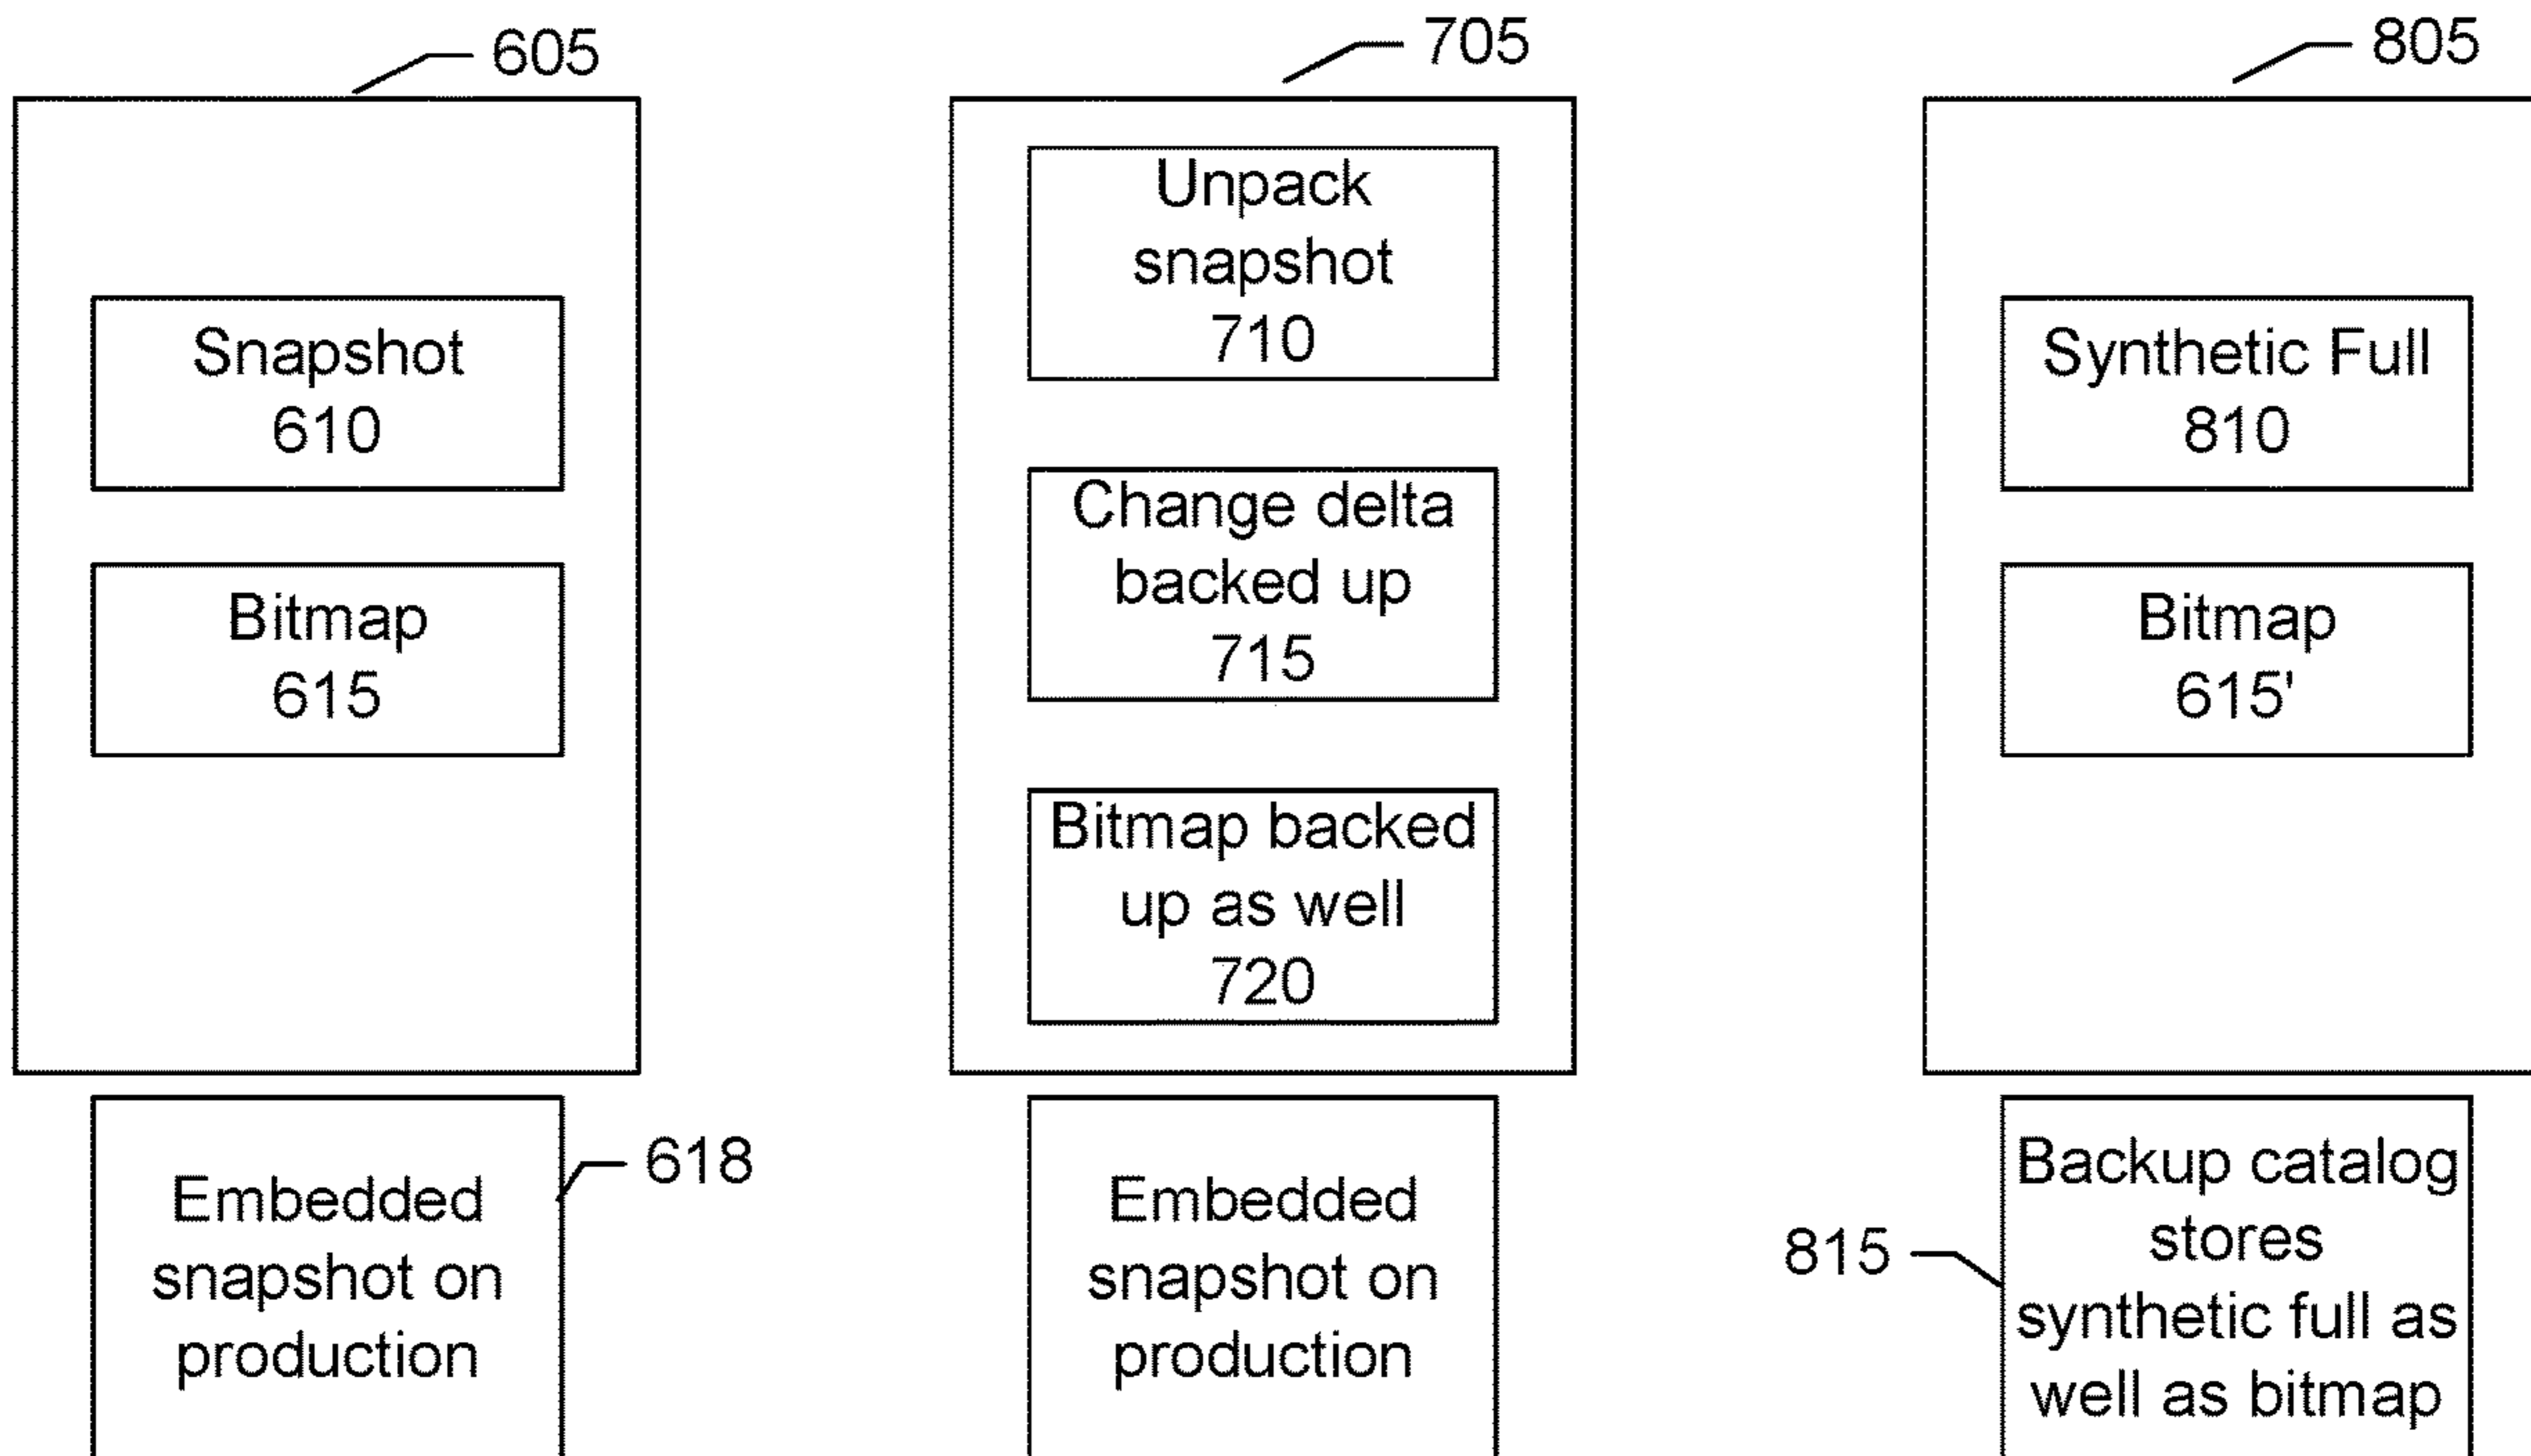 605
Snapshot
610
Bitmap
615
Embedded
snapshot on
production
618
705
Unpack
snapshot
710
Change delta
backed up
715
Bitmap backed
up as well
720
Embedded
snapshot on
production
805
Synthetic Full
810
Bitmap
615'
815
Backup catalog
stores
synthetic full as
well as bitmap